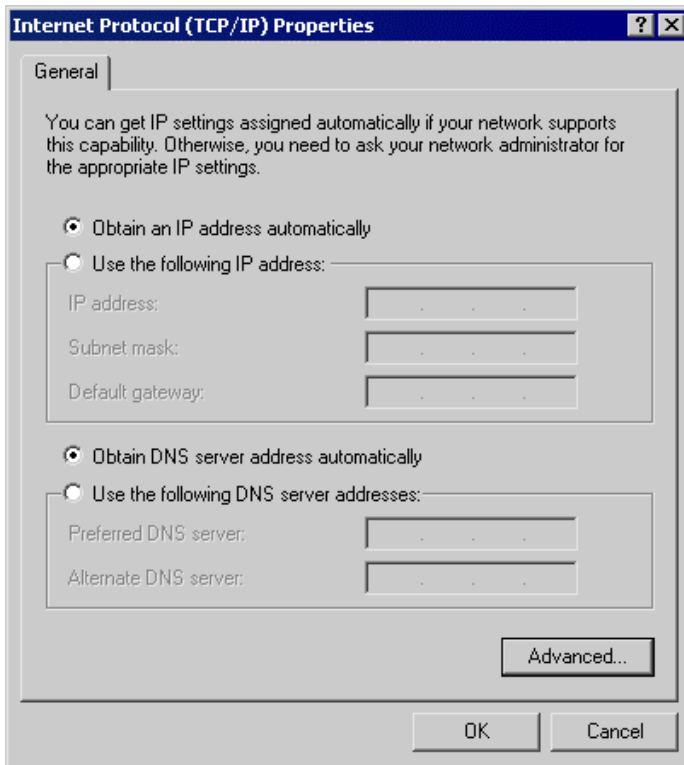 Internet Protocol (TCP/IP) Properties
General
You can get IP settings assigned automatically if your network supports
this capability. Otherwise, you need to ask your network administrator for
the appropriate IP settings.
Obtain an IP address automatically
Use the following IP address:
IP address:
Subnet mask:
Default gateway:
Obtain DNS server address automatically
Use the following DNS server addresses:
Preferred DNS server:
Alternate DNS server:
Advanced...
OK Cancel